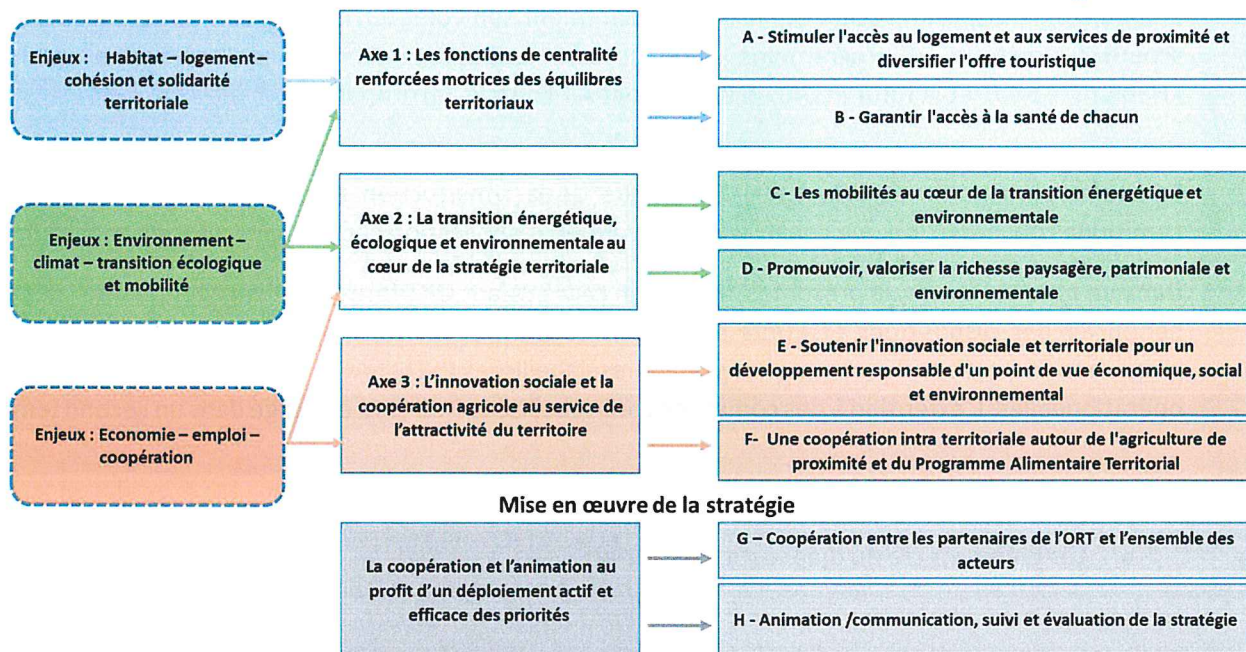 Enjeux : Habitat – logement –
cohésion et solidarité
territoriale
Axe 1 : Les fonctions de centralité
renforcées motrices des équilibres
territoriaux
A - Stimuler l'accès au logement et aux services de proximité et
diversifier l'offre touristique
B - Garantir l'accès à la santé de chacun
Enjeux : Environnement –
climat – transition écologique
et mobilité
Axe 2 : La transition énergétique,
écologique et environnementale au
cœur de la stratégie territoriale
C - Les mobilités au cœur de la transition énergétique et
environnementale
D - Promouvoir, valoriser la richesse paysagère, patrimoniale et
environnementale
Enjeux : Economie – emploi –
coopération
Axe 3 : L'innovation sociale et la
coopération agricole au service de
l'attractivité du territoire
E - Soutenir l'innovation sociale et territoriale pour un
développement responsable d'un point de vue économique, social
et environnemental
F- Une coopération intra territoriale autour de l'agriculture de
proximité et du Programme Alimentaire Territorial
Mise en œuvre de la stratégie
La coopération et l'animation au
profit d'un déploiement actif et
efficace des priorités
G – Coopération entre les partenaires de l'ORT et l'ensemble des
acteurs
H - Animation /communication, suivi et évaluation de la stratégie